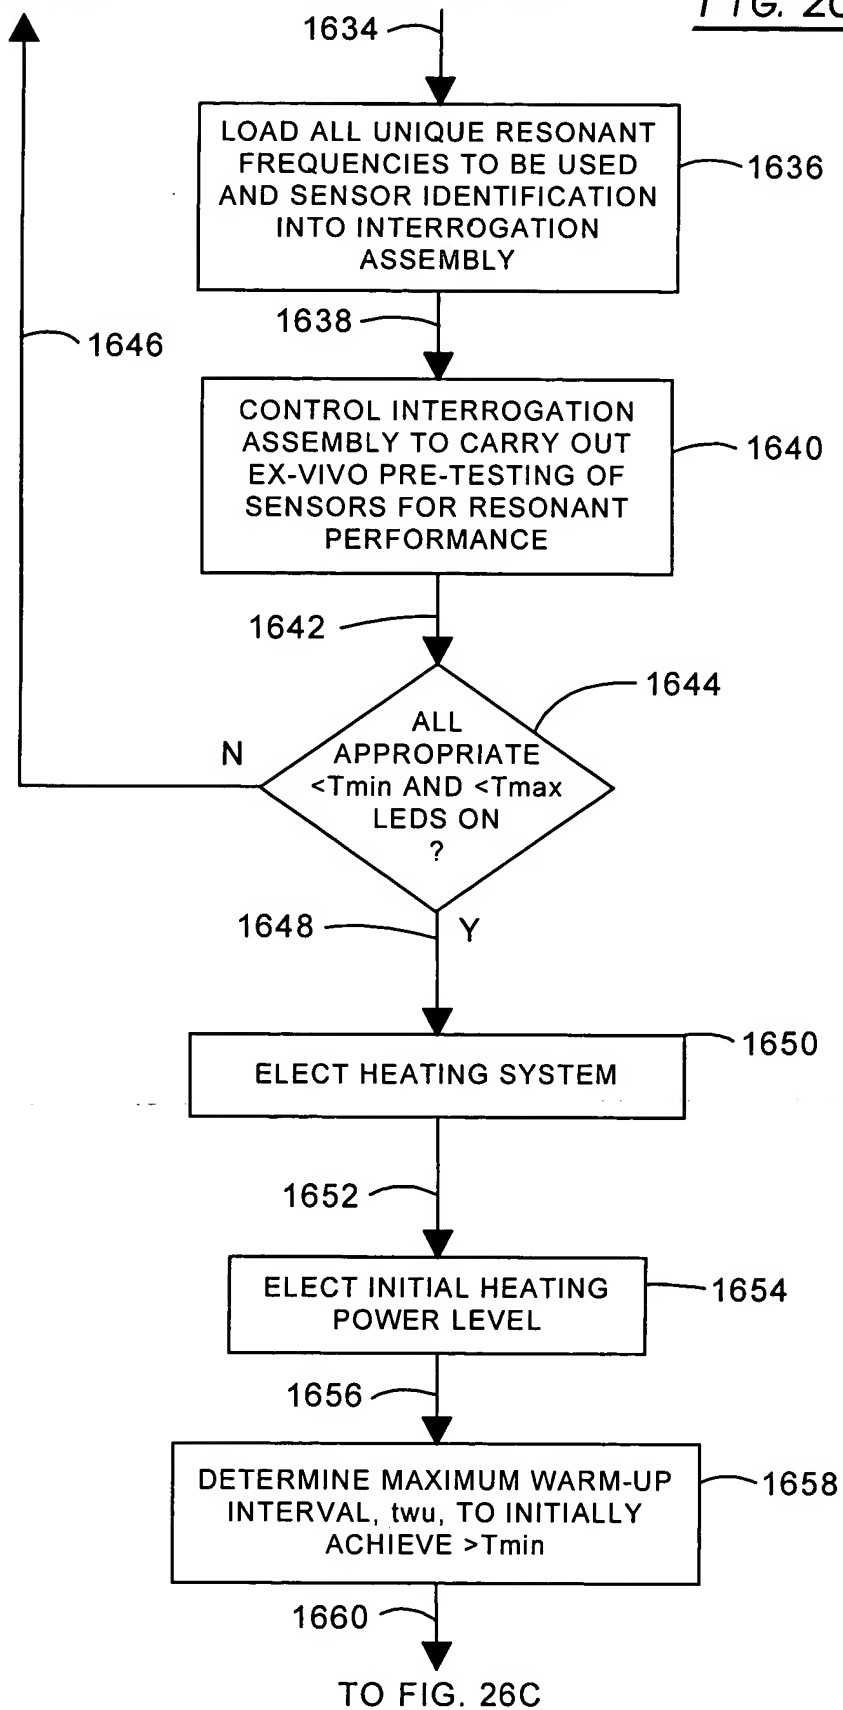 FIG.
1634
LOAD ALL UNIQUE RESONANT
FREQUENCIES TO BE USED
AND SENSOR IDENTIFICATION
INTO INTERROGATION
ASSEMBLY
1636
1638
1646
CONTROL INTERROGATION
ASSEMBLY TO CARRY OUT
EX-VIVO PRE-TESTING OF
SENSORS FOR RESONANT
PERFORMANCE
1640
1642
1644
ALL
APPROPRIATE
<Tmin AND <Tmax
LEDS ON
?
N
1648
Y
ELECT HEATING SYSTEM
1650
1652
ELECT INITIAL HEATING
POWER LEVEL
1654
1656
DETERMINE MAXIMUM WARM-UP
INTERVAL, twu, TO INITIALLY
ACHIEVE >Tmin
1658
1660
TO FIG. 26C